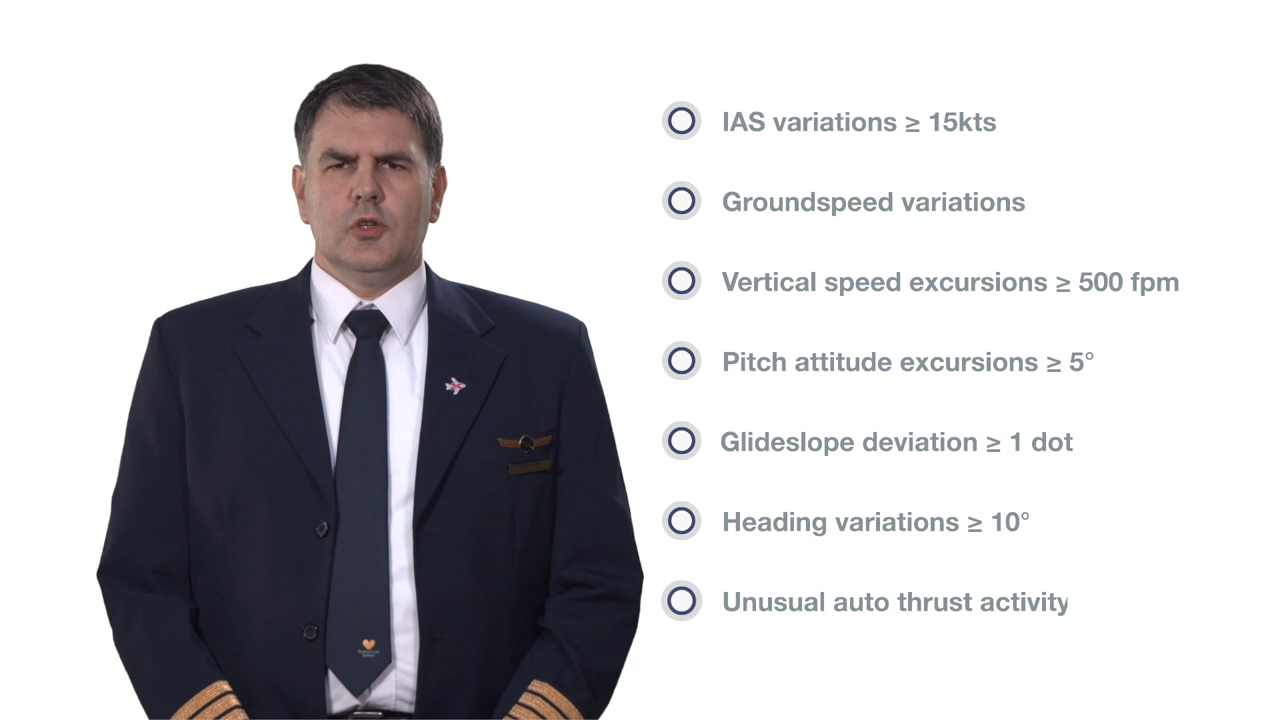 IAS variations ≥ 15kts
Groundspeed variations
Vertical speed excursions ≥ 500 fpm
Pitch attitude excursions ≥ 5°
Glideslope deviation ≥ 1 dot
Heading variations ≥ 10°
Unusual auto thrust activity